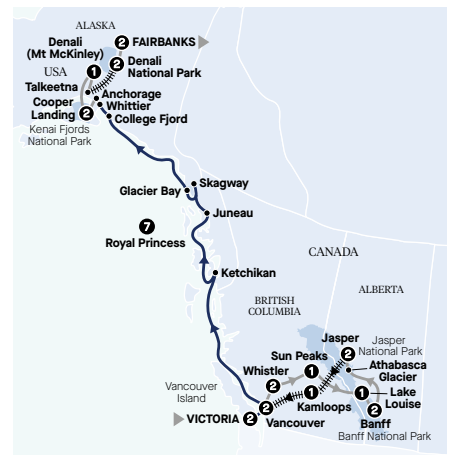 ALASKA
Denali
(Mt McKinley)
2 FAIRBANKS
1
2 Denali
National Park
USA
Talkeetna
Anchorage
Cooper
Landing 2
Whittier
College Fjord
Kenai Fjords
National Park
Glacier Bay
Skagway
Juneau
7
Royal Princess
Ketchikan
CANADA
ALBERTA
BRITISH
COLUMBIA
Jasper
2
Jasper
National Park
Sun Peaks
1
Athabasca
Glacier
Whistler
2
1
Kamloops
1
Lake
Louise
Vancouver
Island
VICTORIA 2
2
Vancouver
2
Banff
Banff National Park